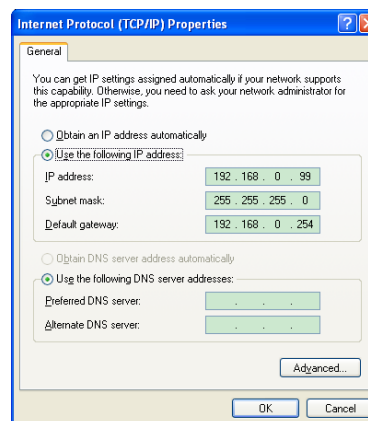 Internet Protocol (TCP/IP) Properties
General
You can get IP settings assigned automatically if your network supports
this capability. Otherwise, you need to ask your network administrator for
the appropriate IP settings.
Obtain an IP address automatically
Use the following IP address:
IP address: 192 . 168 . 0 . 99
Subnet mask: 255 . 255 . 255 . 0
Default gateway: 192 . 168 . 0 . 254
Obtain DNS server address automatically
Use the following DNS server addresses:
Preferred DNS server: . . .
Alternate DNS server: . . .
Advanced...
OK Cancel